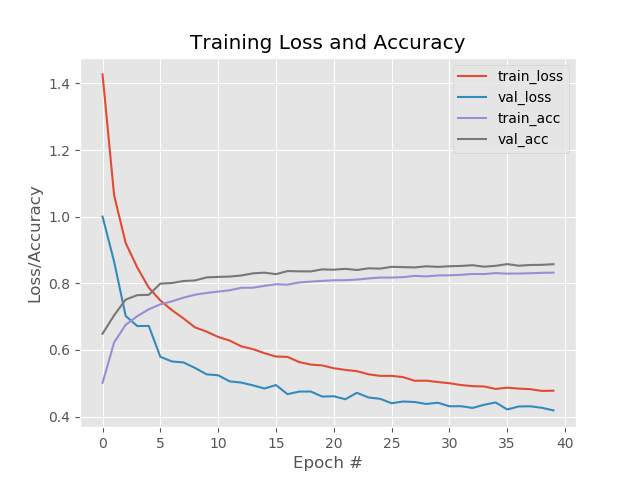 Training Loss and Accuracy
train_loss
val_loss
train_acc
val_acc
Loss/Accuracy
1.4
1.2
1.0
0.8
0.6
0.4
0 5 10 15 20 25 30 35 40
Epoch #